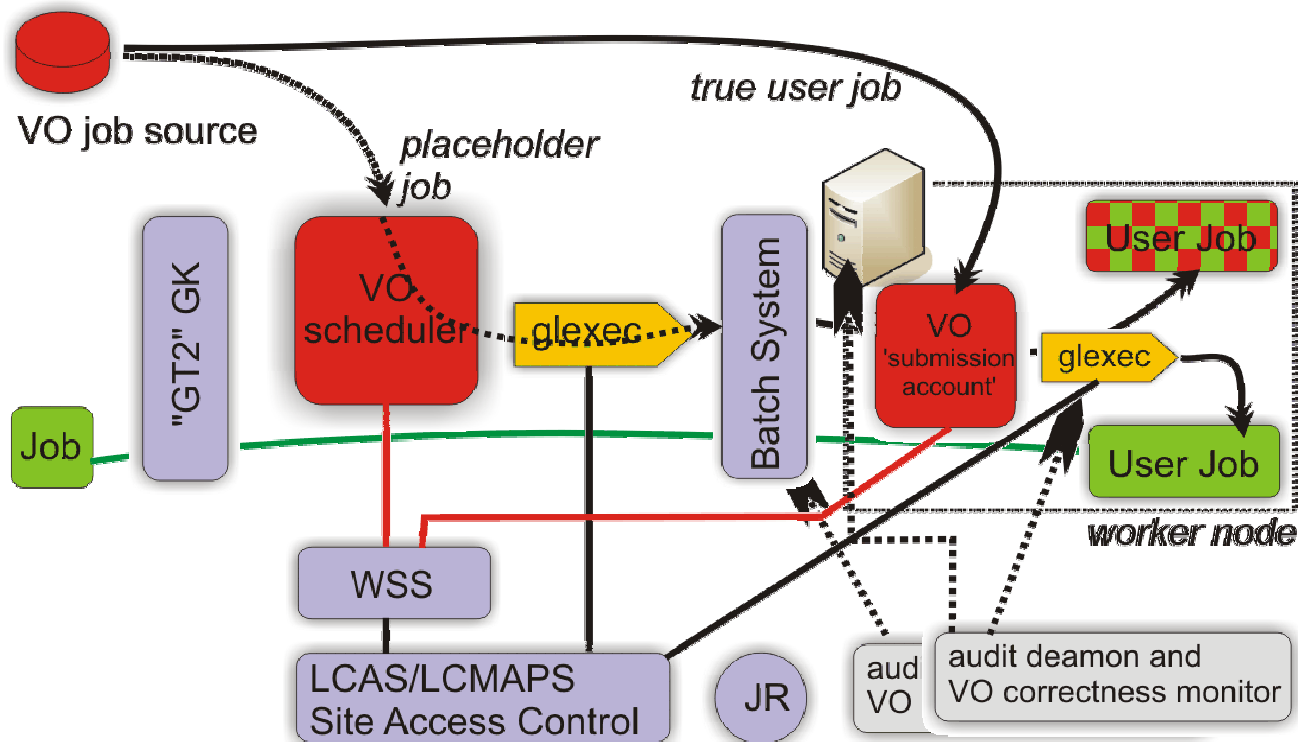 true user job
VO job source
placeholder
job
"GT2" GK
VO
scheduler
glexec
Batch System
User Job
VO
'submission
account'
glexec
Job
User Job
worker node
WSS
LCAS/LCMAPS
Site Access Control
JR
aud
VO
audit deamon and
VO correctness monitor